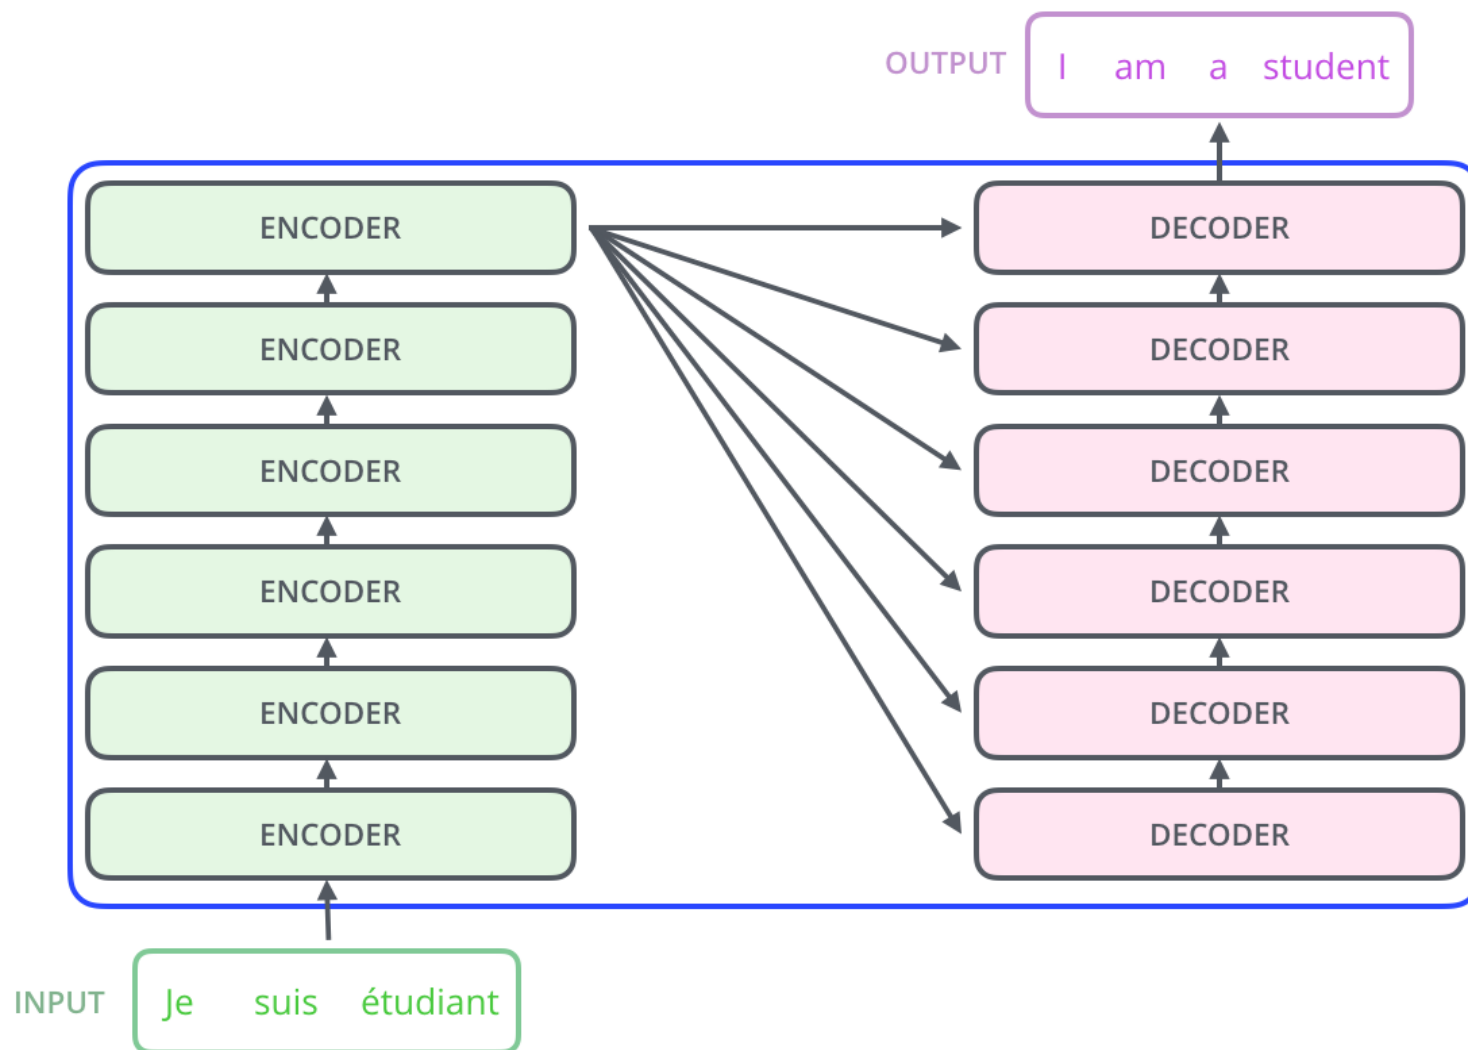 OUTPUT
I am a student
ENCODER DECODER
ENCODER DECODER
ENCODER DECODER
ENCODER DECODER
ENCODER DECODER
ENCODER DECODER
INPUT
Je suis étudiant